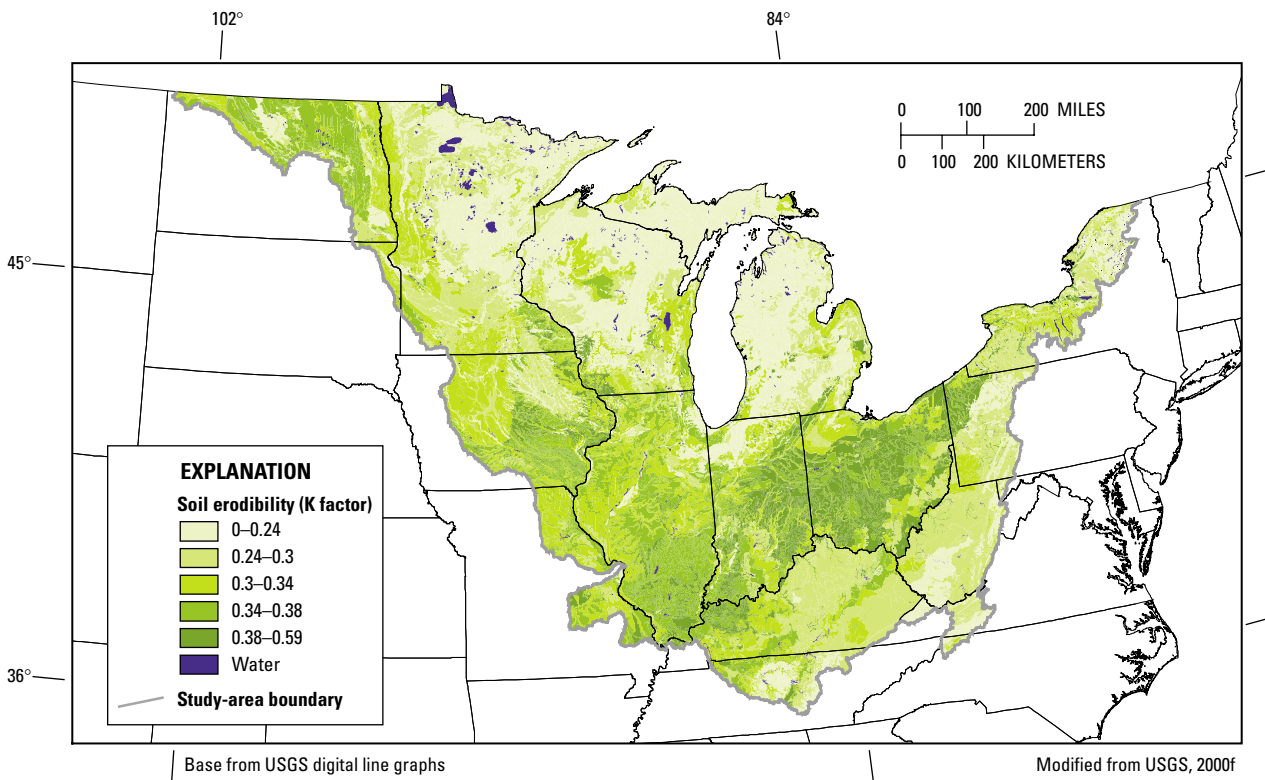 102°
84°
0 100 200 MILES
0 100 200 KILOMETERS
45°
36°
EXPLANATION
Soil erodibility (K factor)
0–0.24
0.24–0.3
0.3–0.34
0.34–0.38
0.38–0.59
Water
Study-area boundary
Base from USGS digital line graphs
Modified from USGS, 2000f